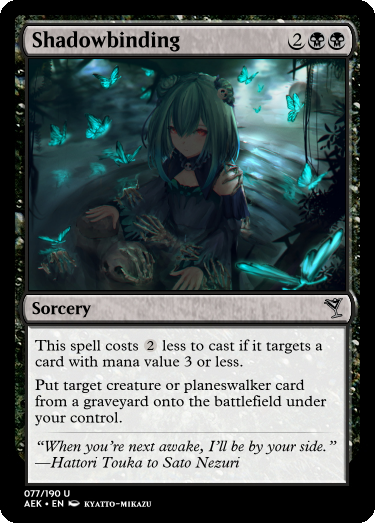 Shadowbinding 2
Sorcery
This spell costs 2 less to cast if it targets a
card with mana value 3 or less.
Put target creature or planeswalker card
from a graveyard onto the battlefield under
your control.
“When you’re next awake, I’ll be by your side.”
—Hattori Touka to Sato Nezuri
077/190 U
AEK • EN KYATTO-MIKAZU